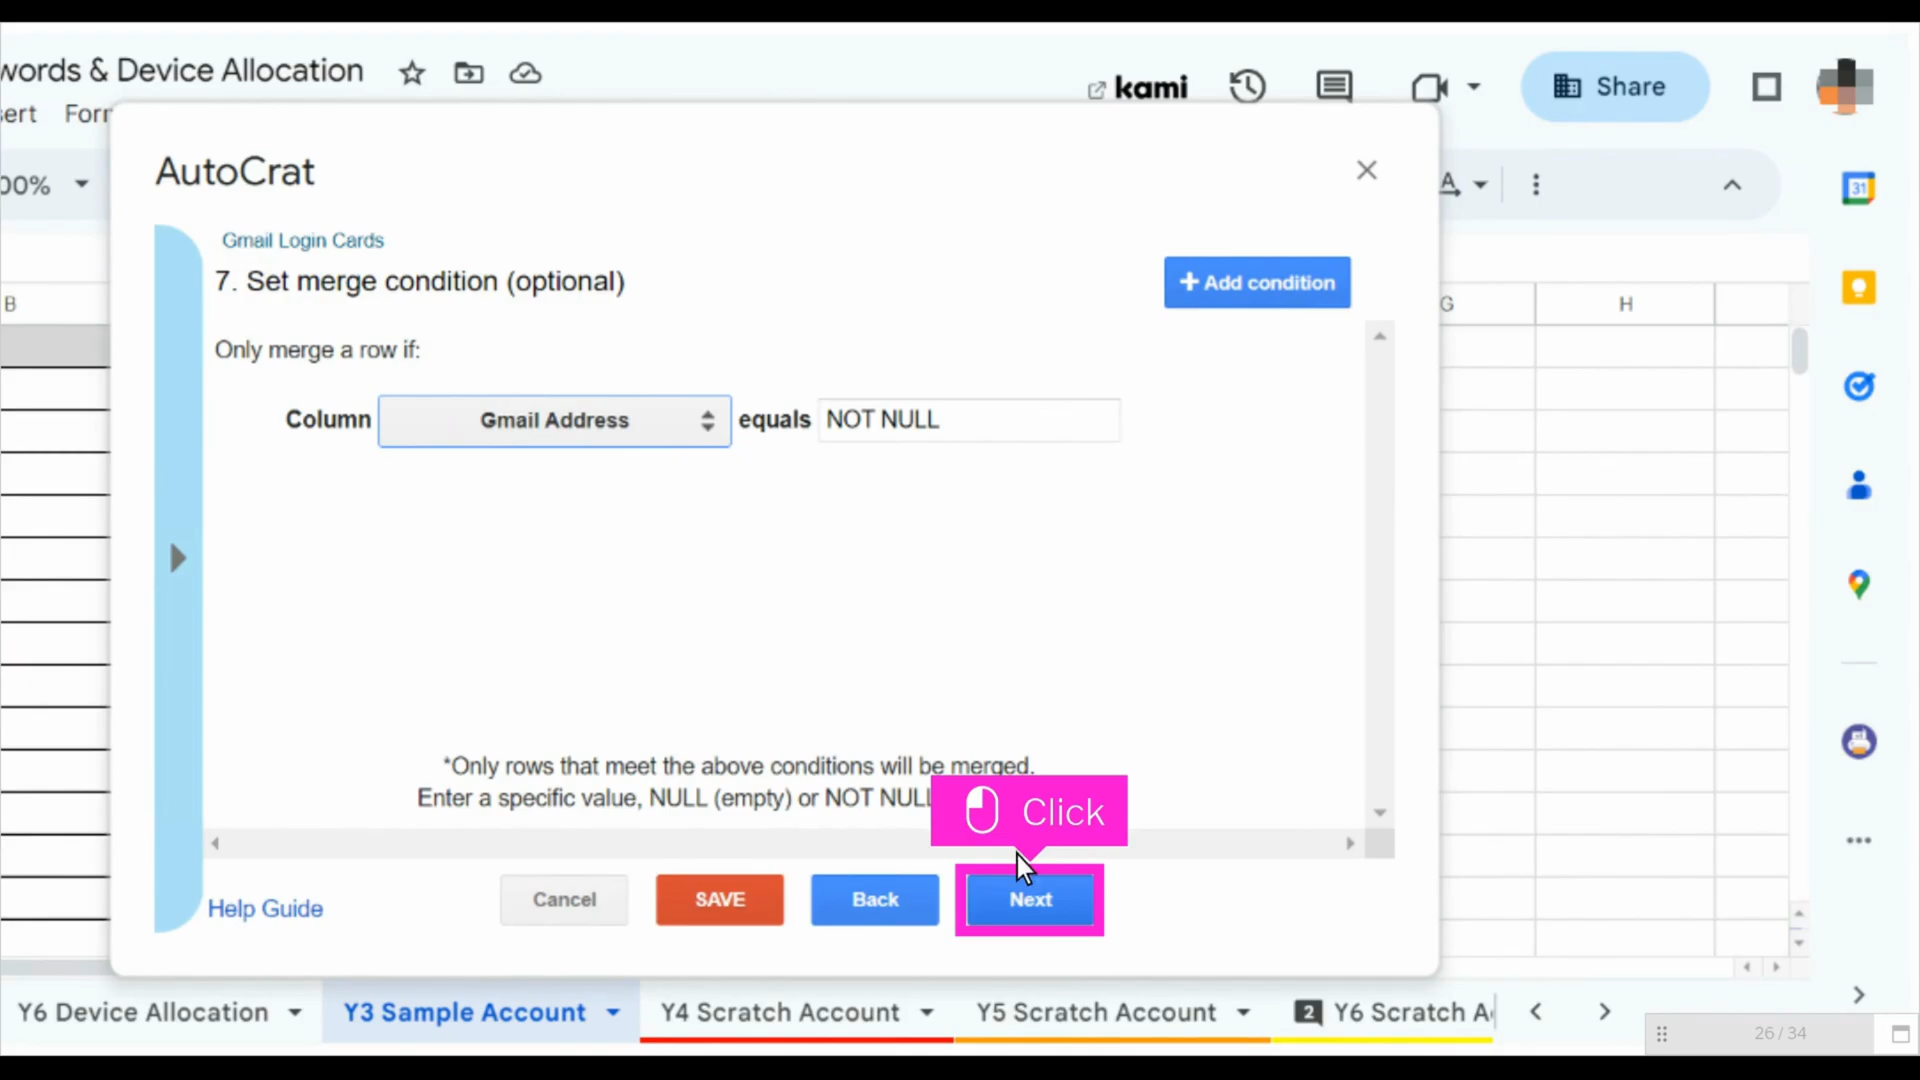 words & Device Allocation
kami
Share
sert
Forr
00%
A
31
AutoCrat
Gmail Login Cards
7. Set merge condition (optional)
+ Add condition
B
G
H
Only merge a row if:
Column Gmail Address equals NOT NULL
*Only rows that meet the above conditions will be merged.
Enter a specific value, NULL (empty) or NOT NULL
Click
Help Guide
Cancel
SAVE
Back
Next
Y6 Device Allocation
Y3 Sample Account
Y4 Scratch Account
Y5 Scratch Account
2 Y6 Scratch A
26 / 34